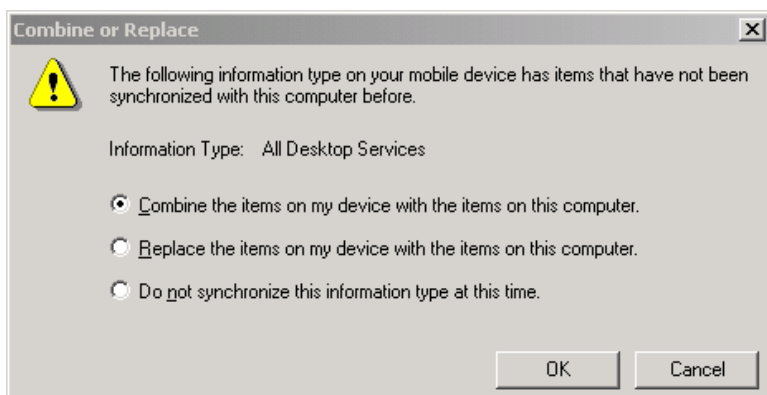 Combine or Replace
The following information type on your mobile device has items that have not been
synchronized with this computer before.
Information Type: All Desktop Services
Combine the items on my device with the items on this computer.
Replace the items on my device with the items on this computer.
Do not synchronize this information type at this time.
OK Cancel